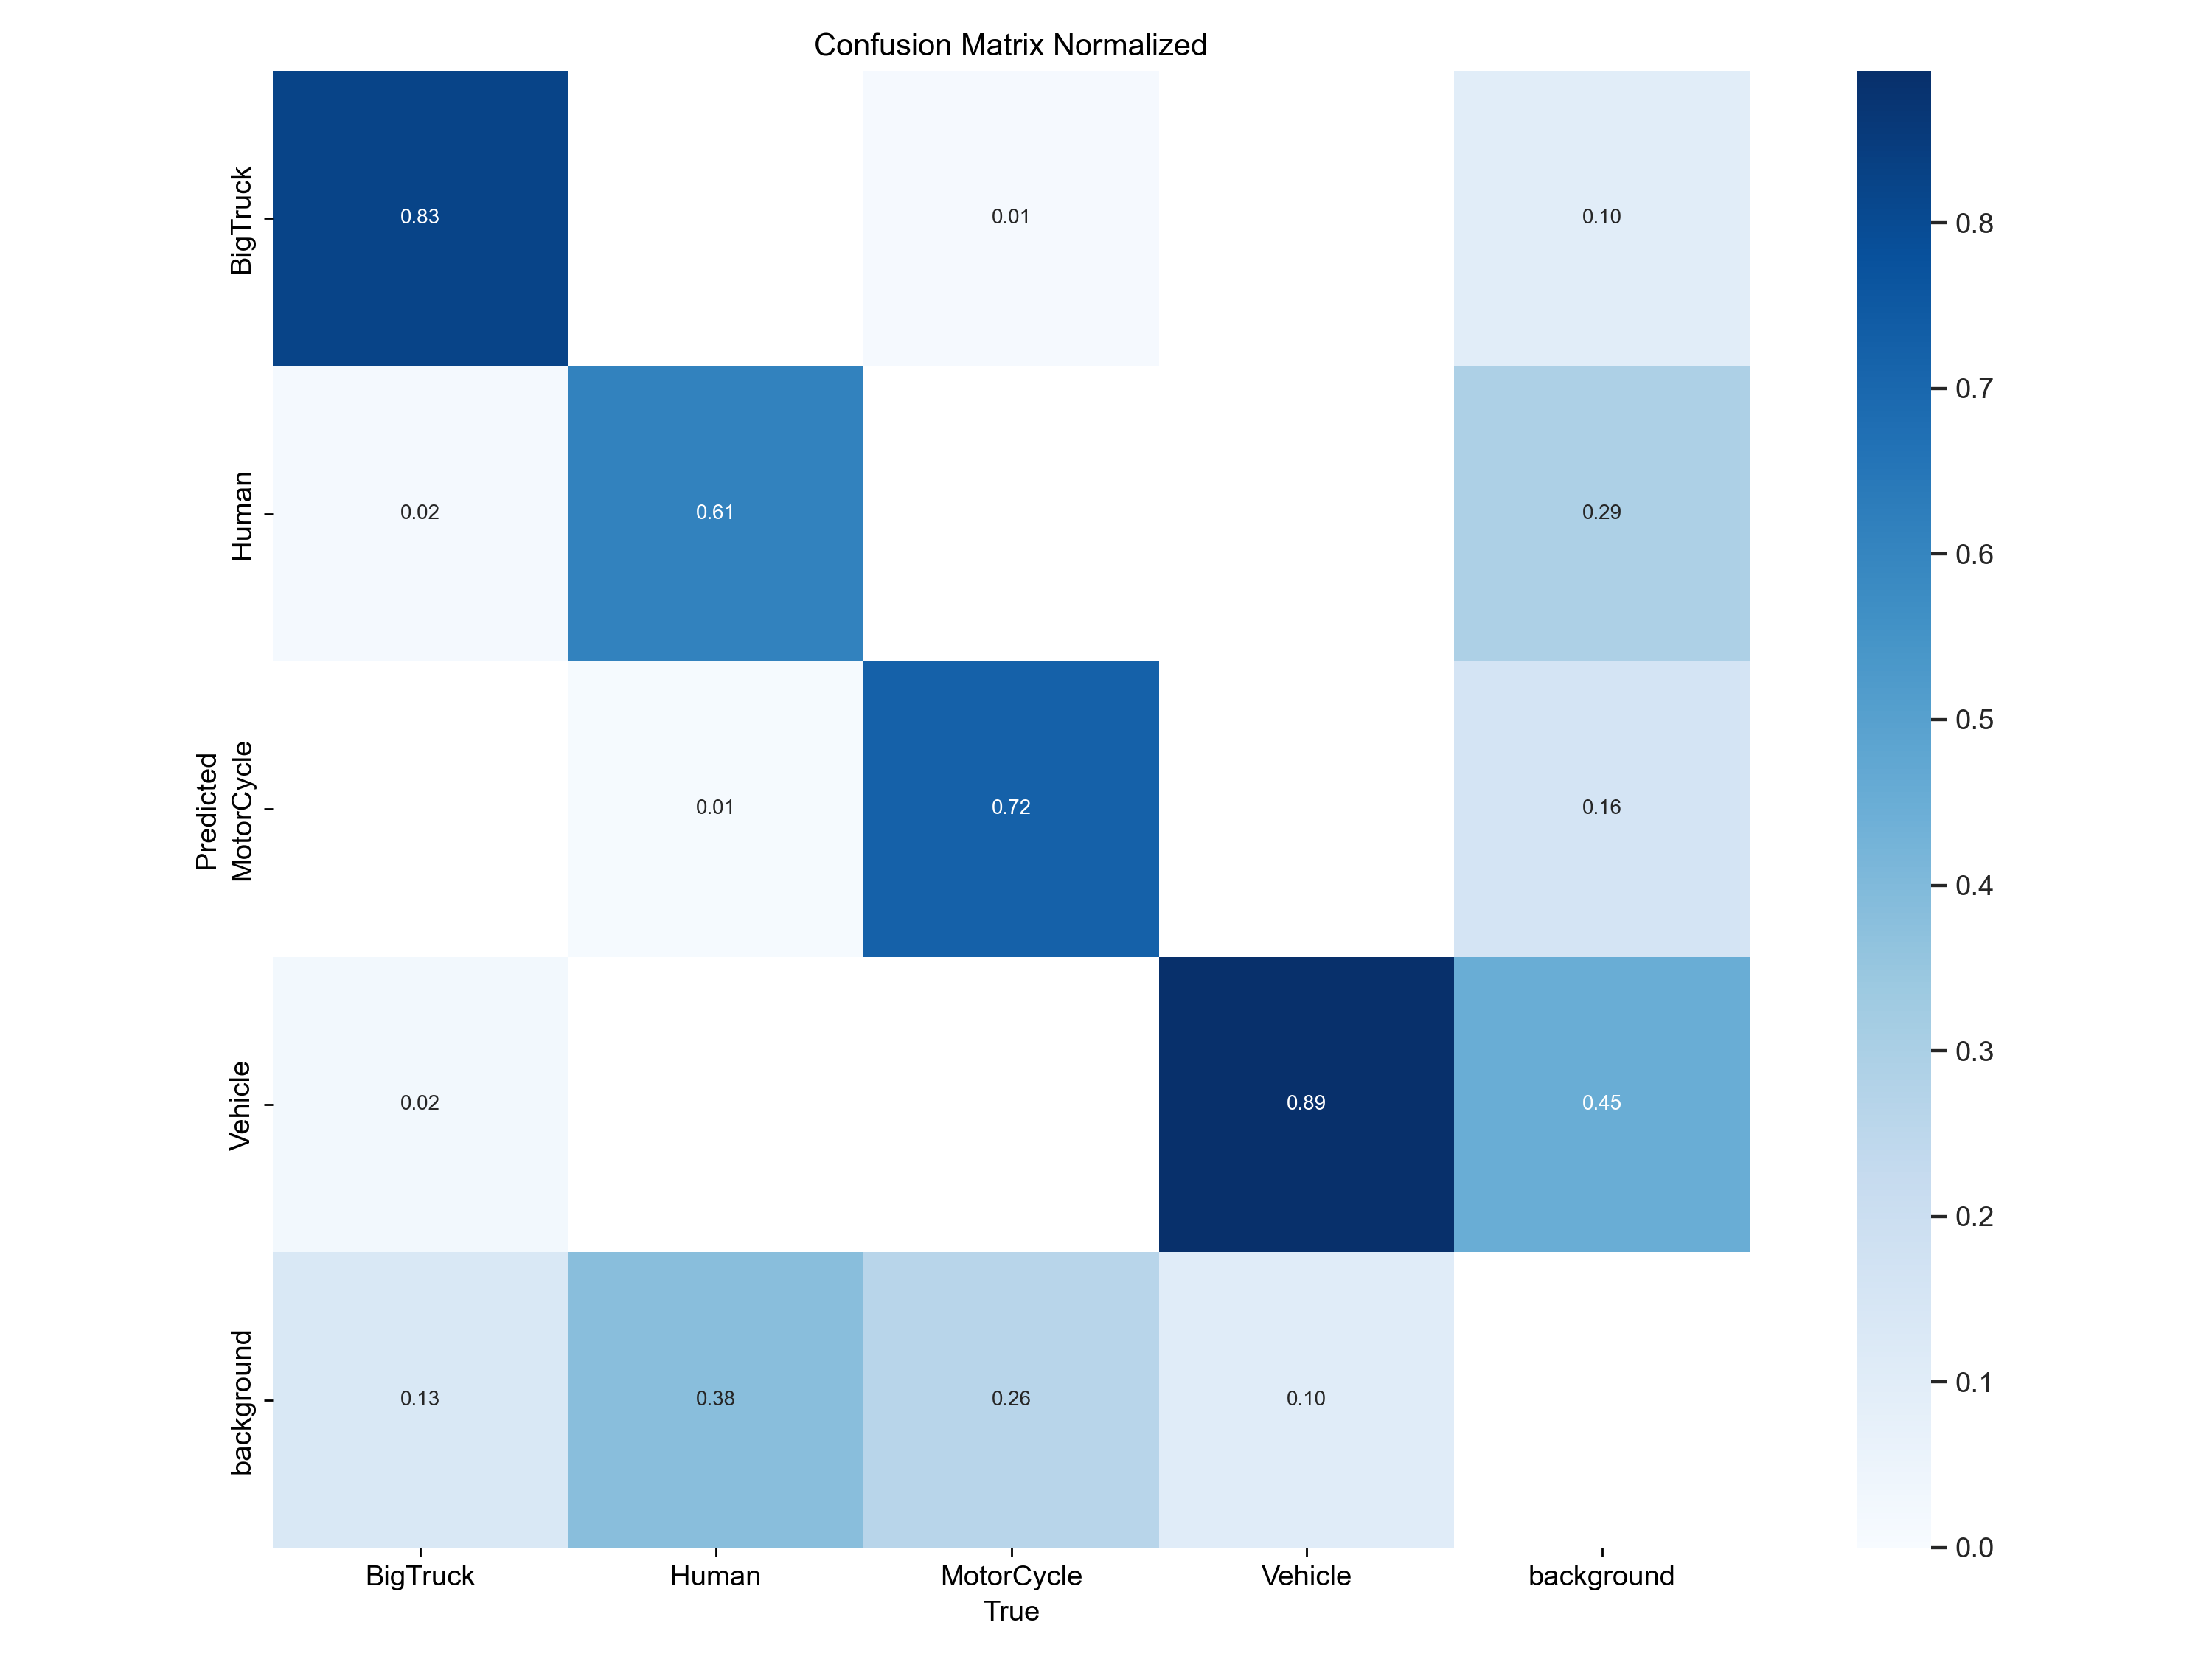 Confusion Matrix Normalized
BigTruck
0.83
0.01
0.10
0.8
0.7
Human
0.02
0.61
0.29
0.6
0.5
Predicted
MotorCycle
0.01
0.72
0.16
0.4
0.3
Vehicle
0.02
0.89
0.45
0.2
background
0.13
0.38
0.26
0.10
0.1
0.0
BigTruck
Human
MotorCycle
Vehicle
background
True